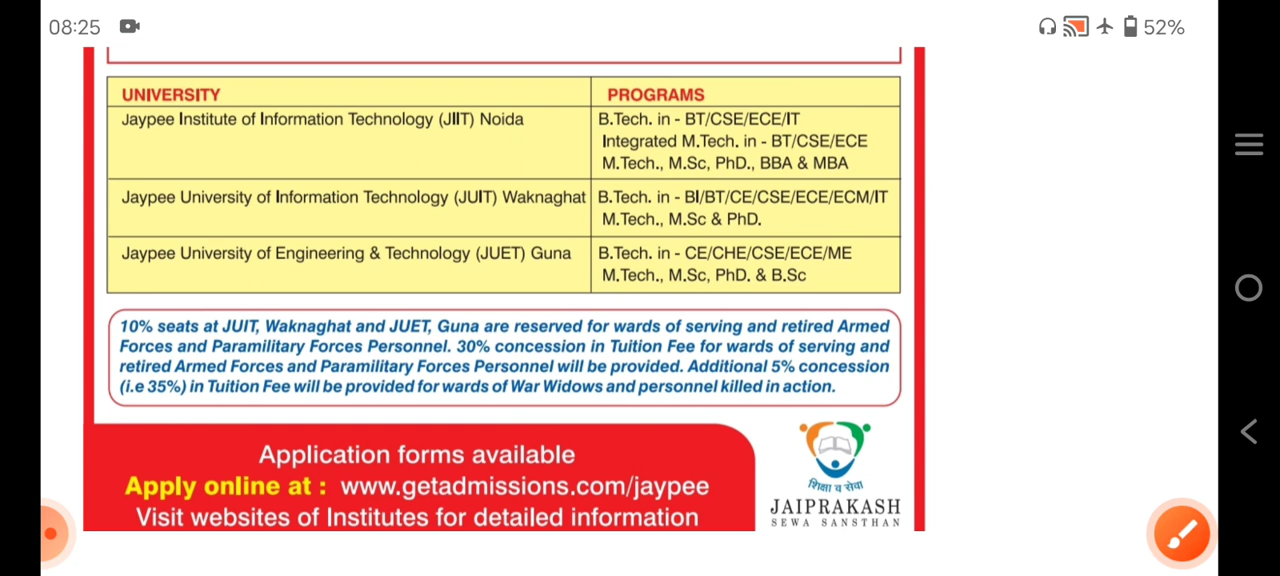 08:25
52%
UNIVERSITY PROGRAMS
Jaypee Institute of Information Technology (JIIT) Noida B.Tech. in - BT/CSE/ECE/IT
Integrated M.Tech. in - BT/CSE/ECE
M.Tech., M.Sc, PhD., BBA & MBA
Jaypee University of Information Technology (JUIT) Waknaghat B.Tech. in - BI/BT/CE/CSE/ECE/ECM/IT
M.Tech., M.Sc & PhD.
Jaypee University of Engineering & Technology (JUET) Guna B.Tech. in - CE/CHE/CSE/ECE/ME
M.Tech., M.Sc, PhD. & B.Sc
10% seats at JUIT, Waknaghat and JUET, Guna are reserved for wards of serving and retired Armed
Forces and Paramilitary Forces Personnel. 30% concession in Tuition Fee for wards of serving and
retired Armed Forces and Paramilitary Forces Personnel will be provided. Additional 5% concession
(i.e 35%) in Tuition Fee will be provided for wards of War Widows and personnel killed in action.
Application forms available
Apply online at : www.getadmissions.com/jaypee
Visit websites of Institutes for detailed information
शिक्षा व सेवा
JAIPRAKASH
SEWA SANSTHAN